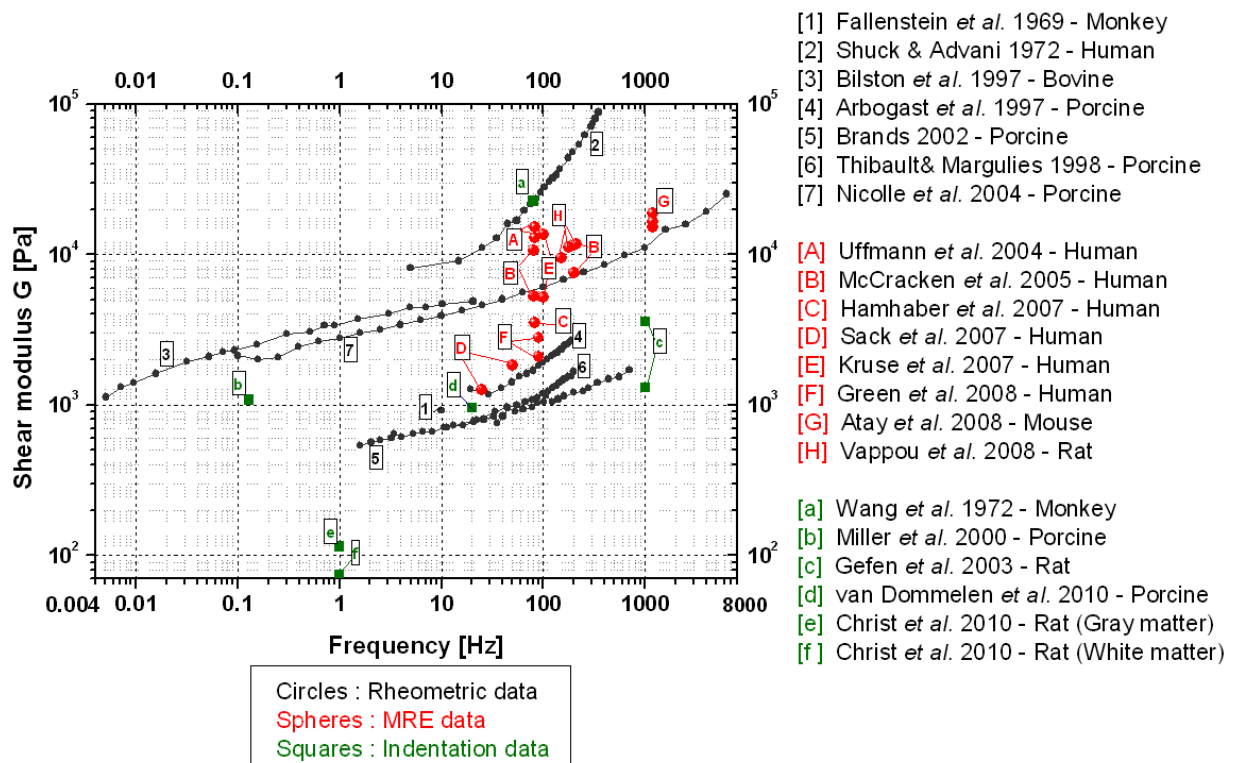 0.01 0.1 1 10 100 1000
10^5 10^5
10^4 10^4
10^3 10^3
10^2 10^2
0.004 0.01 0.1 1 10 100 1000 8000
Shear modulus G [Pa]
Frequency [Hz]
2
a
G
H
A
B
B
E
3
7
C
4
F
D
6
c
b
d
1
5
e
f
Circles : Rheometric data
Spheres : MRE data
Squares : Indentation data
[1] Fallenstein et al. 1969 - Monkey
[2] Shuck & Advani 1972 - Human
[3] Bilston et al. 1997 - Bovine
[4] Arbogast et al. 1997 - Porcine
[5] Brands 2002 - Porcine
[6] Thibault& Margulies 1998 - Porcine
[7] Nicolle et al. 2004 - Porcine
[A] Uffmann et al. 2004 - Human
[B] McCracken et al. 2005 - Human
[C] Hamhaber et al. 2007 - Human
[D] Sack et al. 2007 - Human
[E] Kruse et al. 2007 - Human
[F] Green et al. 2008 - Human
[G] Atay et al. 2008 - Mouse
[H] Vappou et al. 2008 - Rat
[a] Wang et al. 1972 - Monkey
[b] Miller et al. 2000 - Porcine
[c] Gefen et al. 2003 - Rat
[d] van Dommelen et al. 2010 - Porcine
[e] Christ et al. 2010 - Rat (Gray matter)
[f ] Christ et al. 2010 - Rat (White matter)